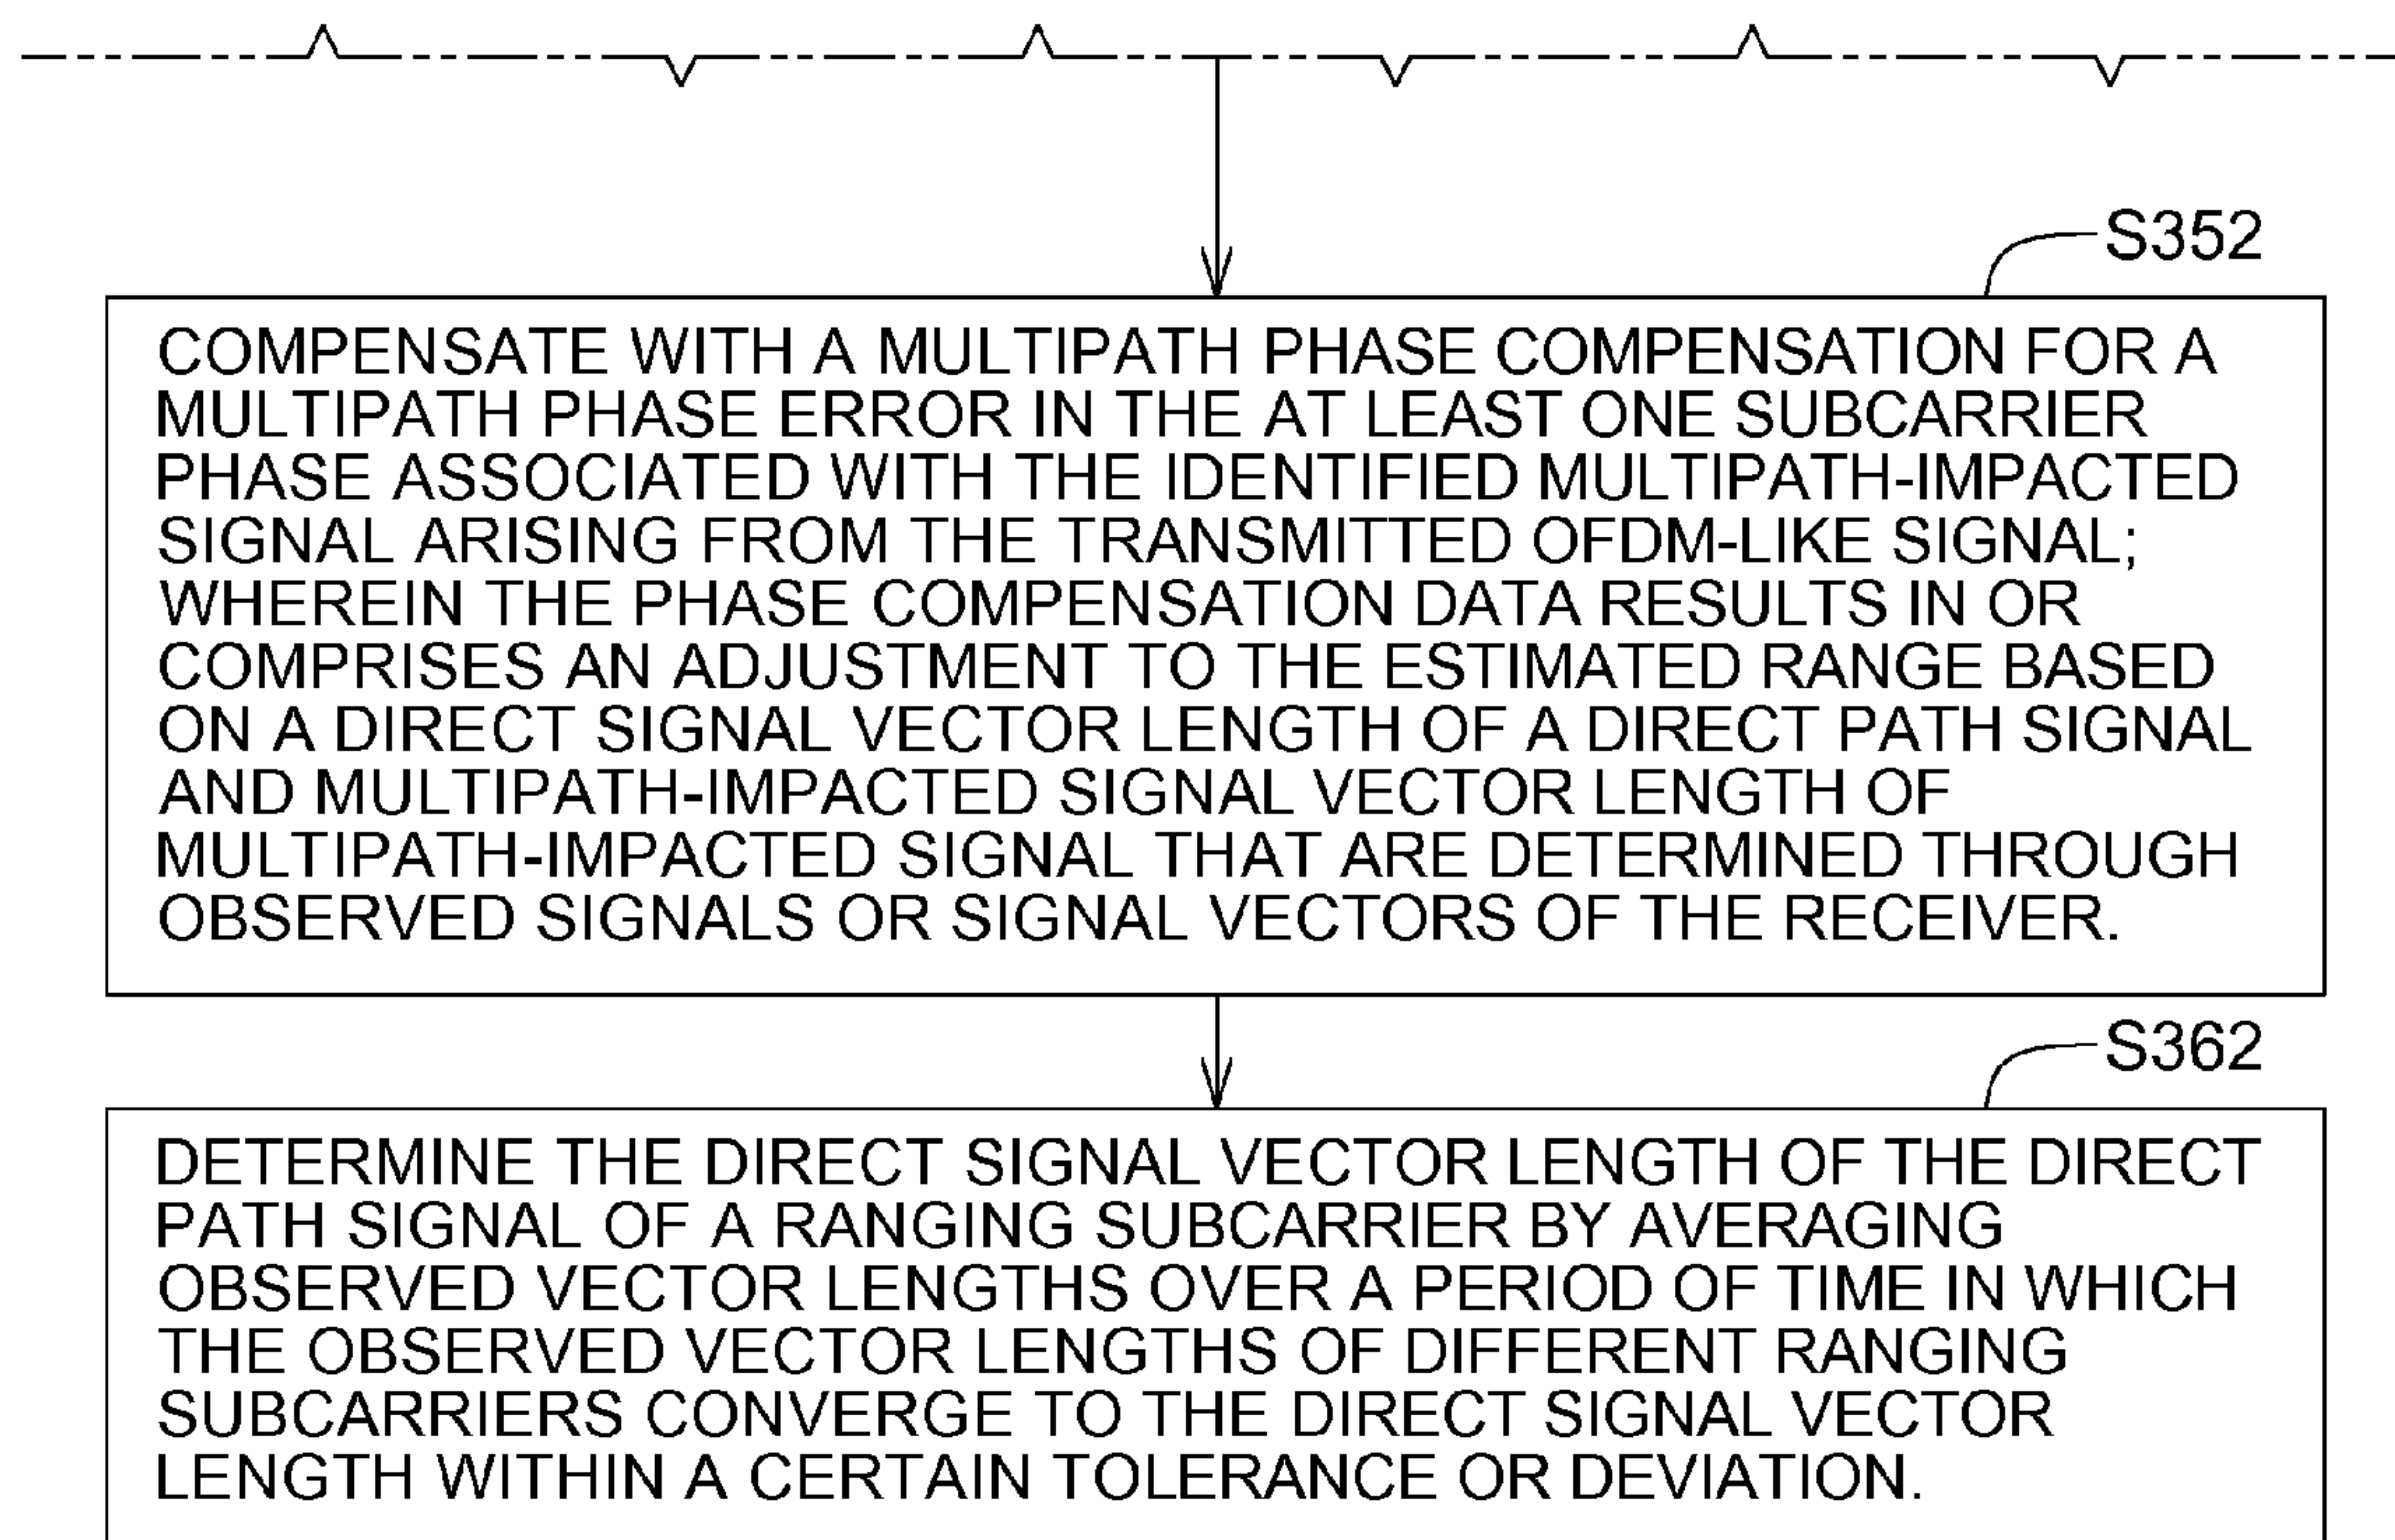 S352
COMPENSATE WITH A MULTIPATH PHASE COMPENSATION FOR A
MULTIPATH PHASE ERROR IN THE AT LEAST ONE SUBCARRIER
PHASE ASSOCIATED WITH THE IDENTIFIED MULTIPATH-IMPACTED
SIGNAL ARISING FROM THE TRANSMITTED OFDM-LIKE SIGNAL;
WHEREIN THE PHASE COMPENSATION DATA RESULTS IN OR
COMPRISES AN ADJUSTMENT TO THE ESTIMATED RANGE BASED
ON A DIRECT SIGNAL VECTOR LENGTH OF A DIRECT PATH SIGNAL
AND MULTIPATH-IMPACTED SIGNAL VECTOR LENGTH OF
MULTIPATH-IMPACTED SIGNAL THAT ARE DETERMINED THROUGH
OBSERVED SIGNALS OR SIGNAL VECTORS OF THE RECEIVER.
S362
DETERMINE THE DIRECT SIGNAL VECTOR LENGTH OF THE DIRECT
PATH SIGNAL OF A RANGING SUBCARRIER BY AVERAGING
OBSERVED VECTOR LENGTHS OVER A PERIOD OF TIME IN WHICH
THE OBSERVED VECTOR LENGTHS OF DIFFERENT RANGING
SUBCARRIERS CONVERGE TO THE DIRECT SIGNAL VECTOR
LENGTH WITHIN A CERTAIN TOLERANCE OR DEVIATION.